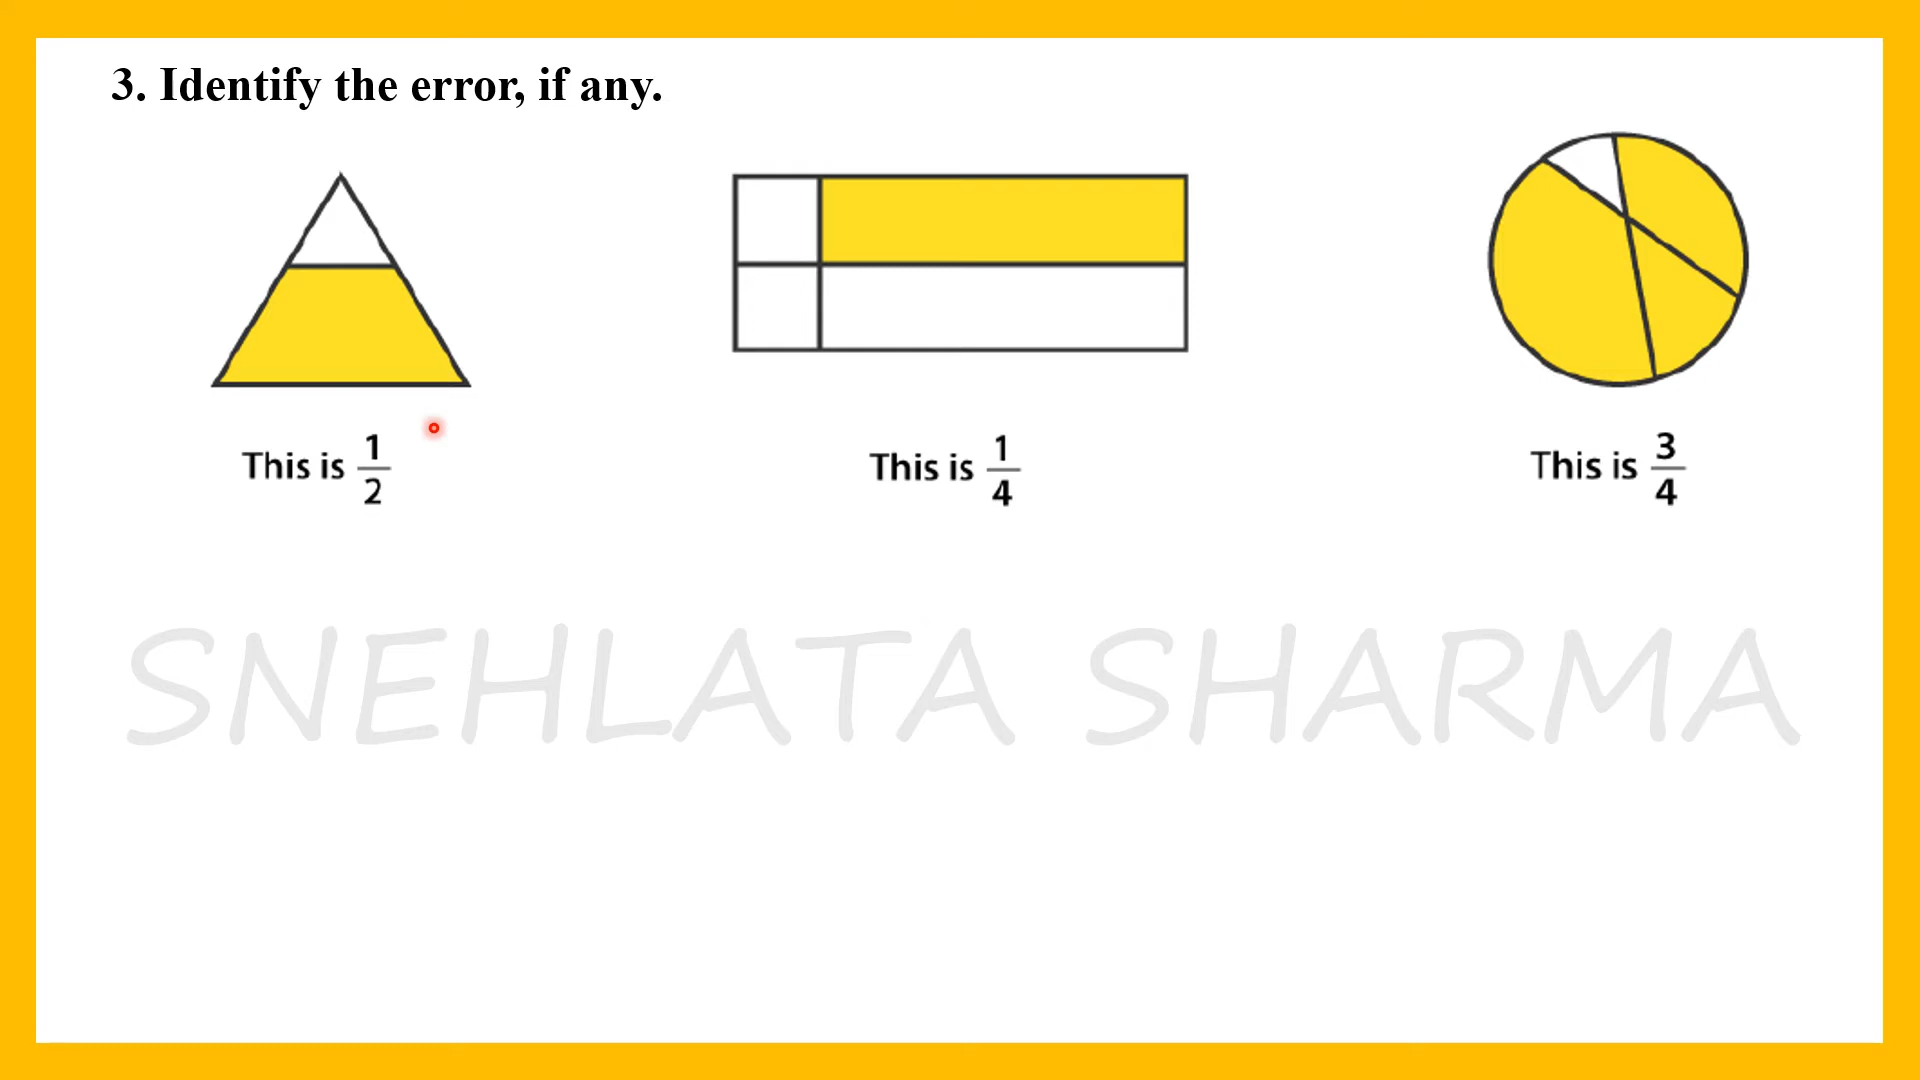 3. Identify the error, if any.
This is 1/2
This is 1/4
This is 3/4
SNEHLATA SHARMA